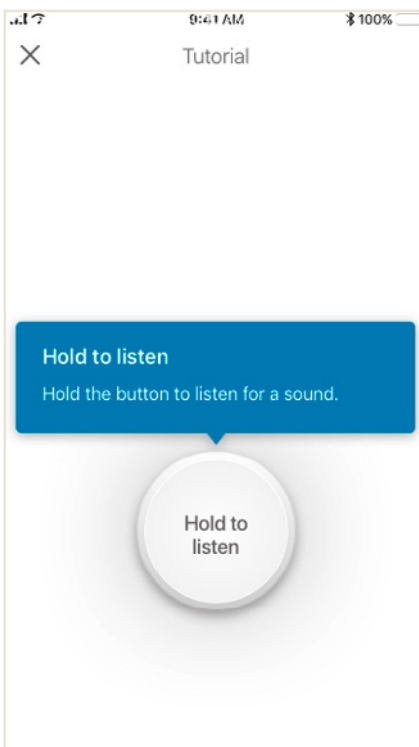 9:41 AM
100%
Tutorial
Hold to listen
Hold the button to listen for a sound.
Hold to
listen